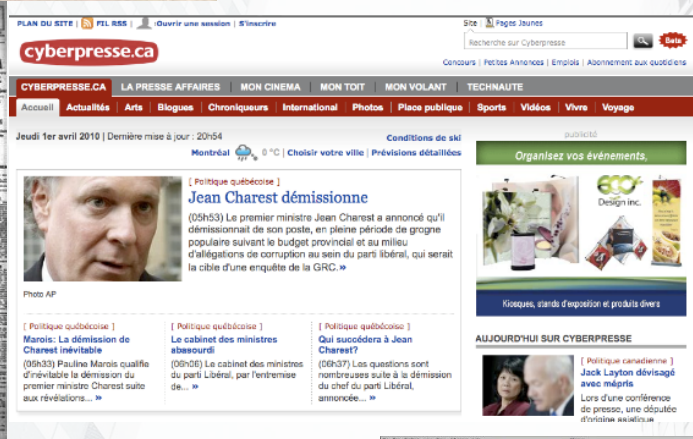 PLAN DU SITE | FIL RSS | Ouvrir une session | S'inscrire
Site Pages Jaunes
cyberpresse.ca
Recherche sur Cyberpresse
Beta
Concours | Petites Annonces | Emplois | Abonnement aux quotidiens
CYBERPRESSE.CA LA PRESSE AFFAIRES MON CINEMA MON TOIT MON VOLANT TECHNAUTE
Accueil Actualités Arts Blogues Chroniqueurs International Photos Place publique Sports Vidéos Vivre Voyage
Jeudi 1er avril 2010 | Dernière mise à jour : 20h54
Conditions de ski
Montréal 0 °C | Choisir votre ville | Prévisions détaillées
[ Politique québécoise ]
Jean Charest démissionne
(05h53) Le premier ministre Jean Charest a annoncé qu'il
démissionnait de son poste, en pleine période de grogne
populaire suivant le budget provincial et au milieu
d'allégations de corruption au sein du parti libéral, qui serait
la cible d'une enquête de la GRC.»
Photo AP
[ Politique québécoise ]
Marois: La démission de
Charest inévitable
(06h33) Pauline Marois qualifie
d'inévitable la démission du
premier ministre Charest suite
aux révélations... »
[ Politique québécoise ]
Le cabinet des ministres
abasourdi
(06h06) Le cabinet des ministres
du parti Libéral, par l'entremise
de... »
[ Politique québécoise ]
Qui succédera à Jean
Charest?
(06h37) Les questions sont
nombreuses suite à la démission
du chef du parti Libéral,
annoncée... »
publicité
Organisez vos événements,
eco
Design inc.
Kiosques, stands d'exposition et produits divers
AUJOURD'HUI SUR CYBERPRESSE
[ Politique canadienne ]
Jack Layton dévisagé
avec mépris
Lors d'une conférence
de presse, une députée
d'origine asiatique